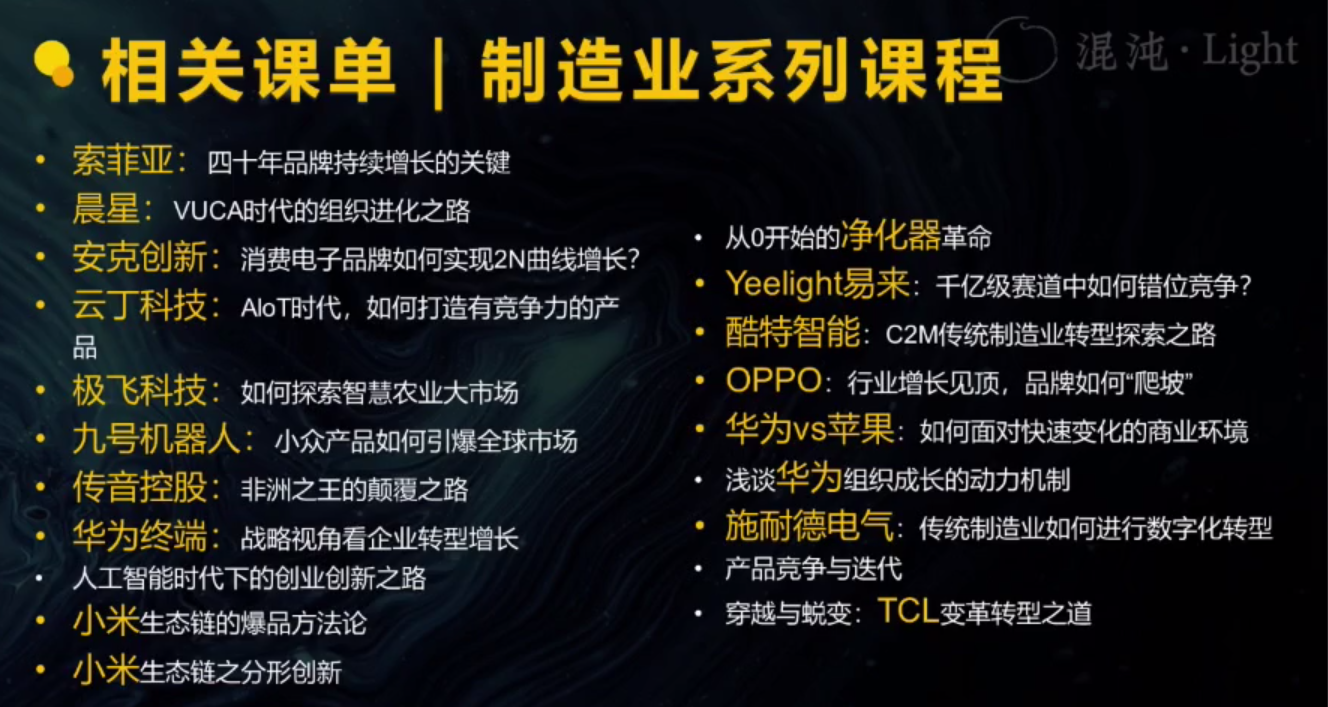 相关课单 | 制造业系列课程
混沌·Light
• 索菲亚：四十年品牌持续增长的关键
• 晨星：VUCA时代的组织进化之路
• 安克创新：消费电子品牌如何实现2N曲线增长？
• 云丁科技：AIoT时代，如何打造有竞争力的产
品
• 极飞科技：如何探索智慧农业大市场
• 九号机器人：小众产品如何引爆全球市场
• 传音控股：非洲之王的颠覆之路
• 华为终端：战略视角看企业转型增长
• 人工智能时代下的创业创新之路
• 小米生态链的爆品方法论
• 小米生态链之分形创新
• 从0开始的净化器革命
• Yeelight易来：千亿级赛道中如何错位竞争？
• 酷特智能：C2M传统制造业转型探索之路
• OPPO：行业增长见顶，品牌如何“爬坡”
• 华为vs苹果：如何面对快速变化的商业环境
• 浅谈华为组织成长的动力机制
• 施耐德电气：传统制造业如何进行数字化转型
• 产品竞争与迭代
• 穿越与蜕变：TCL变革转型之道